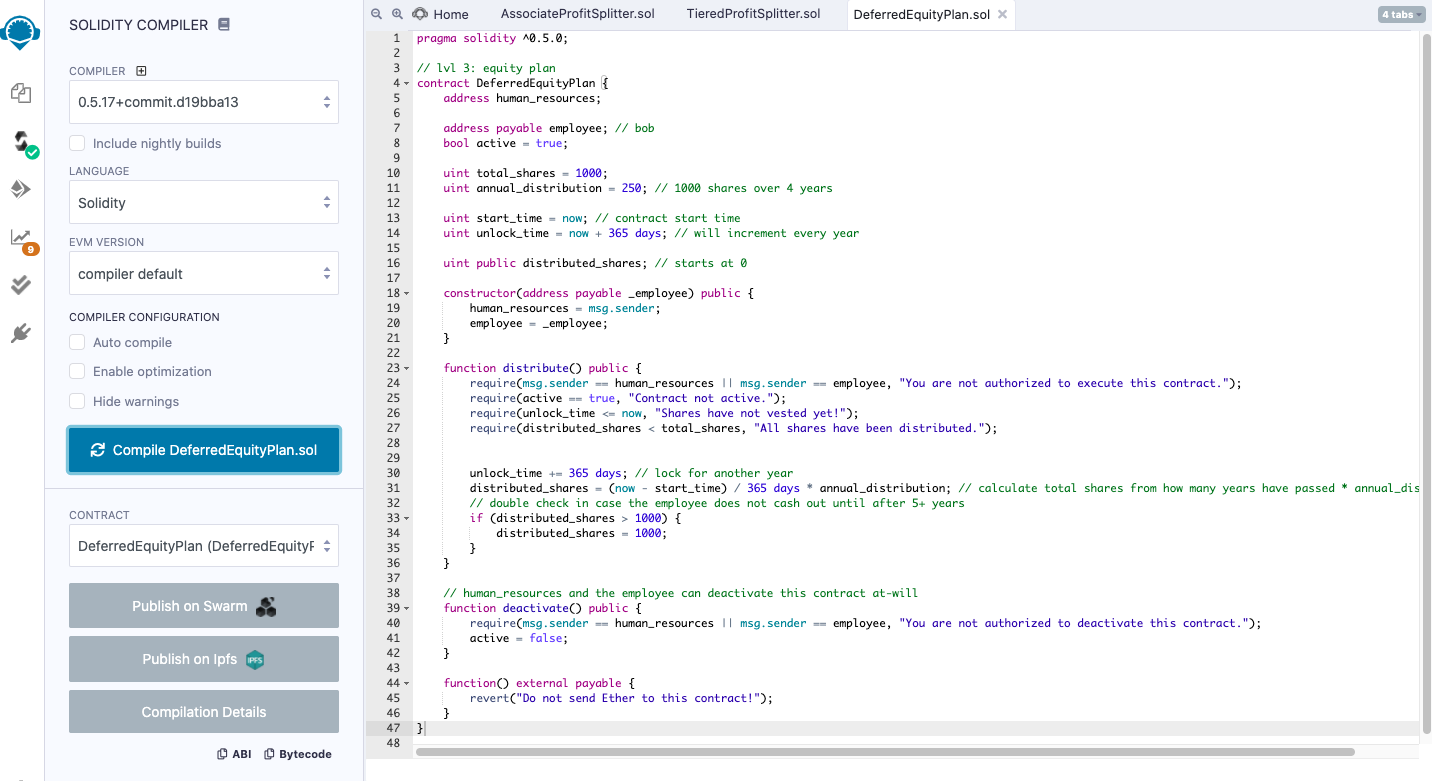 SOLIDITY COMPILER
COMPILER
0.5.17+commit.d19bba13
Include nightly builds
LANGUAGE
Solidity
EVM VERSION
compiler default
COMPILER CONFIGURATION
Auto compile
Enable optimization
Hide warnings
Compile DeferredEquityPlan.sol
CONTRACT
DeferredEquityPlan (DeferredEquityF
Publish on Swarm
Publish on Ipfs IPFS
Compilation Details
ABI Bytecode
9
Home AssociateProfitSplitter.sol TieredProfitSplitter.sol DeferredEquityPlan.sol 4 tabs
1 pragma solidity ^0.5.0;
2
3 // lvl 3: equity plan
4 contract DeferredEquityPlan {
5     address human_resources;
6
7     address payable employee; // bob
8     bool active = true;
9
10     uint total_shares = 1000;
11     uint annual_distribution = 250; // 1000 shares over 4 years
12
13     uint start_time = now; // contract start time
14     uint unlock_time = now + 365 days; // will increment every year
15
16     uint public distributed_shares; // starts at 0
17
18     constructor(address payable _employee) public {
19         human_resources = msg.sender;
20         employee = _employee;
21     }
22
23     function distribute() public {
24         require(msg.sender == human_resources || msg.sender == employee, "You are not authorized to execute this contract.");
25         require(active == true, "Contract not active.");
26         require(unlock_time <= now, "Shares have not vested yet!");
27         require(distributed_shares < total_shares, "All shares have been distributed.");
28
29
30         unlock_time += 365 days; // lock for another year
31         distributed_shares = (now - start_time) / 365 days * annual_distribution; // calculate total shares from how many years have passed * annual_dis
32         // double check in case the employee does not cash out until after 5+ years
33         if (distributed_shares > 1000) {
34             distributed_shares = 1000;
35         }
36     }
37
38     // human_resources and the employee can deactivate this contract at-will
39     function deactivate() public {
40         require(msg.sender == human_resources || msg.sender == employee, "You are not authorized to deactivate this contract.");
41         active = false;
42     }
43
44     function() external payable {
45         revert("Do not send Ether to this contract!");
46     }
47 }
48